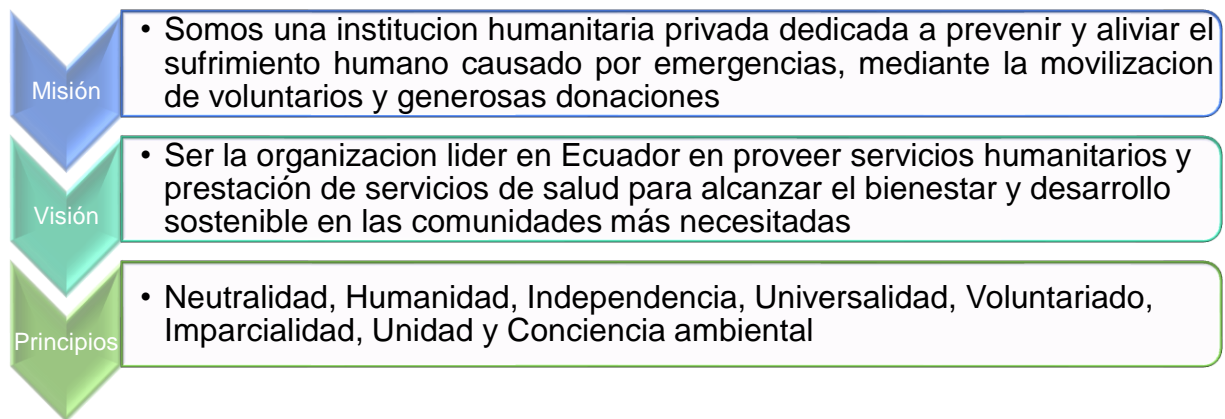 Misión
• Somos una institucion humanitaria privada dedicada a prevenir y aliviar el
sufrimiento humano causado por emergencias, mediante la movilizacion
de voluntarios y generosas donaciones
Visión
• Ser la organizacion lider en Ecuador en proveer servicios humanitarios y
prestación de servicios de salud para alcanzar el bienestar y desarrollo
sostenible en las comunidades más necesitadas
Principios
• Neutralidad, Humanidad, Independencia, Universalidad, Voluntariado,
Imparcialidad, Unidad y Conciencia ambiental